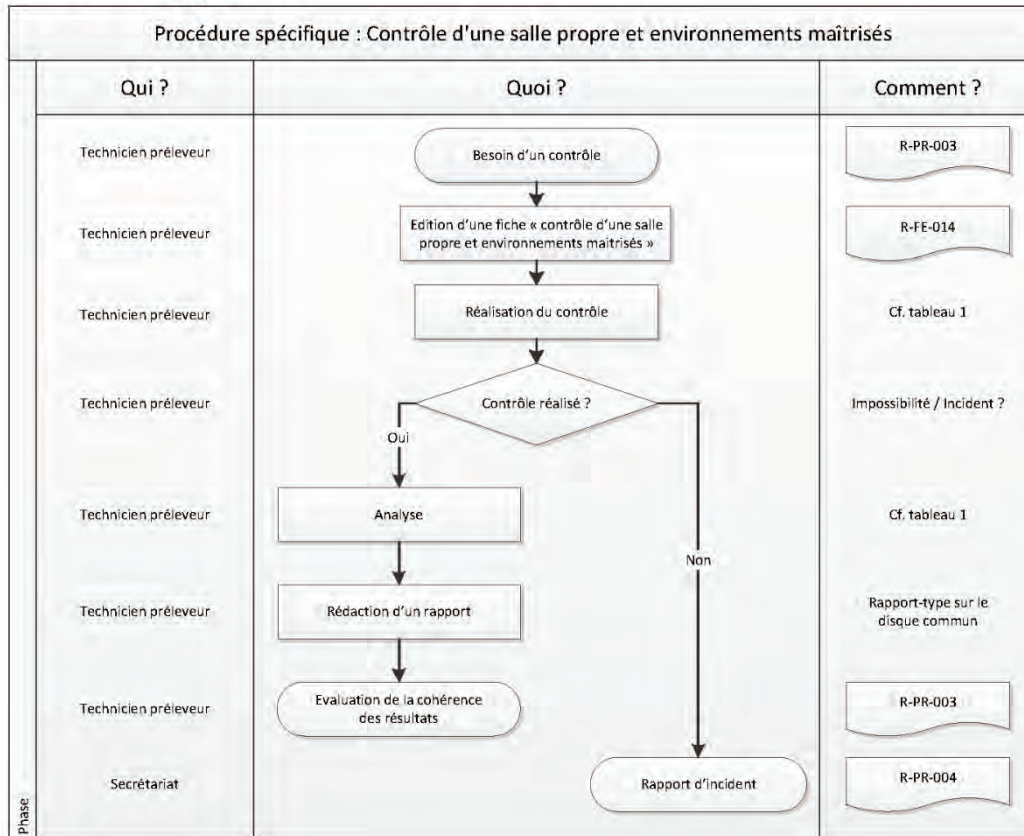 Procédure spécifique : Contrôle d'une salle propre et environnements maîtrisés
Qui ?
Quoi ?
Comment ?
Technicien préleveur
Besoin d'un contrôle
R-PR-003
Technicien préleveur
Edition d'une fiche « contrôle d'une salle
propre et environnements maitrisés »
R-FE-014
Technicien préleveur
Réalisation du contrôle
Cf. tableau 1
Technicien préleveur
Contrôle réalisé ?
Impossibilité / Incident ?
Oui
Technicien préleveur
Analyse
Cf. tableau 1
Non
Technicien préleveur
Rédaction d'un rapport
Rapport-type sur le
disque commun
Technicien préleveur
Evaluation de la cohérence
des résultats
R-PR-003
Secrétariat
Rapport d'incident
R-PR-004
Phase